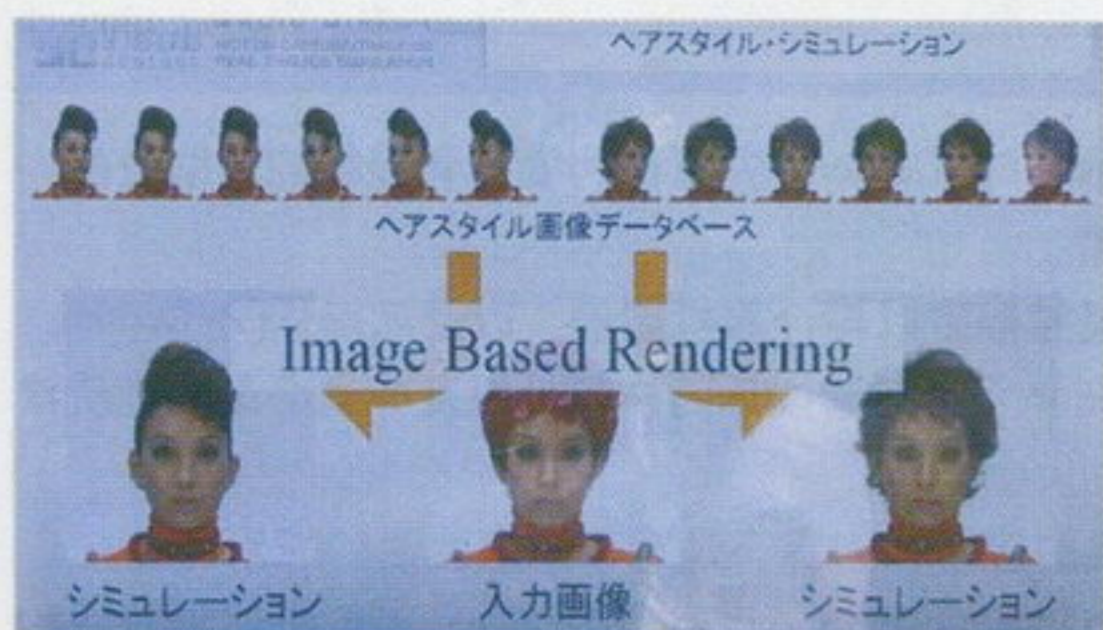 ヘアスタイル・シミュレーション
ヘアスタイル画像データベース
Image Based Rendering
シミュレーション
入力画像
シミュレーション